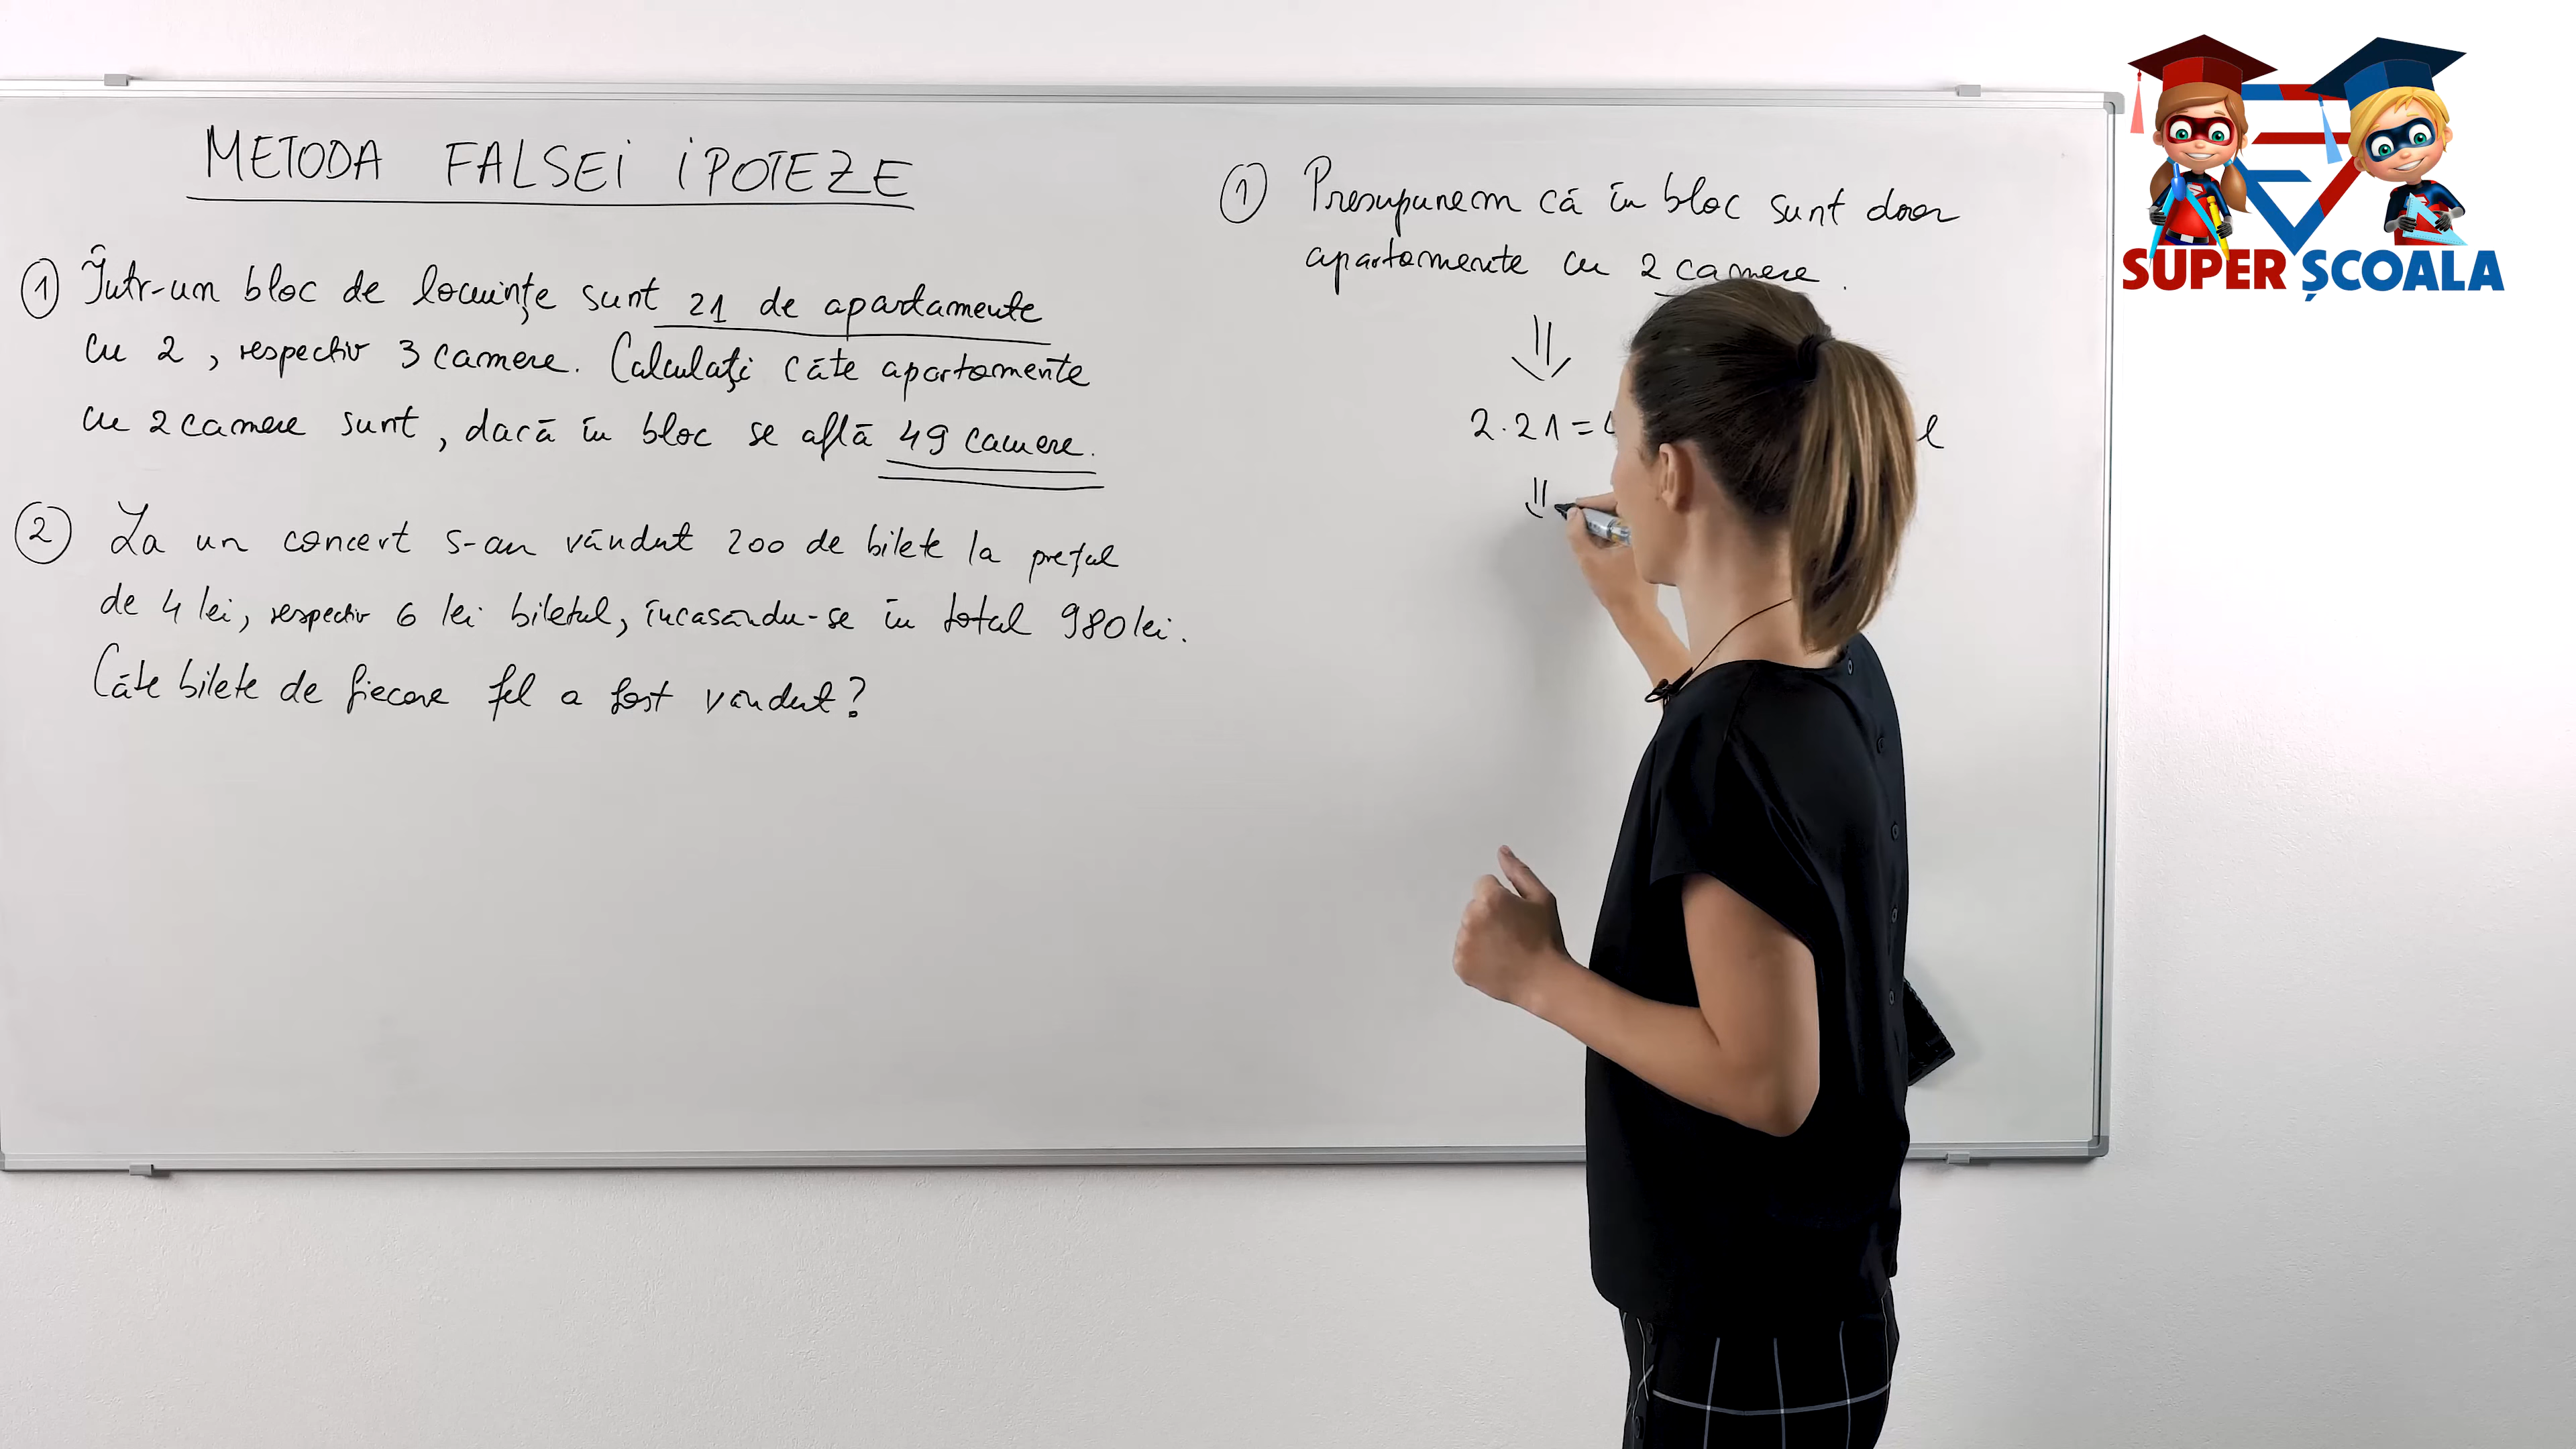 METODA FALSEI IPOTEZE
① Într-un bloc de locuințe sunt 21 de apartamente
cu 2, respectiv 3 camere. Calculați câte apartamente
cu 2 camere sunt, dacă în bloc se află 49 camere.
② La un concert s-au vândut 200 de bilete la prețul
de 4 lei, respectiv 6 lei biletul, încasându-se în total 980 lei.
Câte bilete de fiecare fel a fost vândut?
① Presupunem că în bloc sunt doar
apartamente cu 2 camere.
⇓
2·21=
⇓
SUPER ȘCOALA